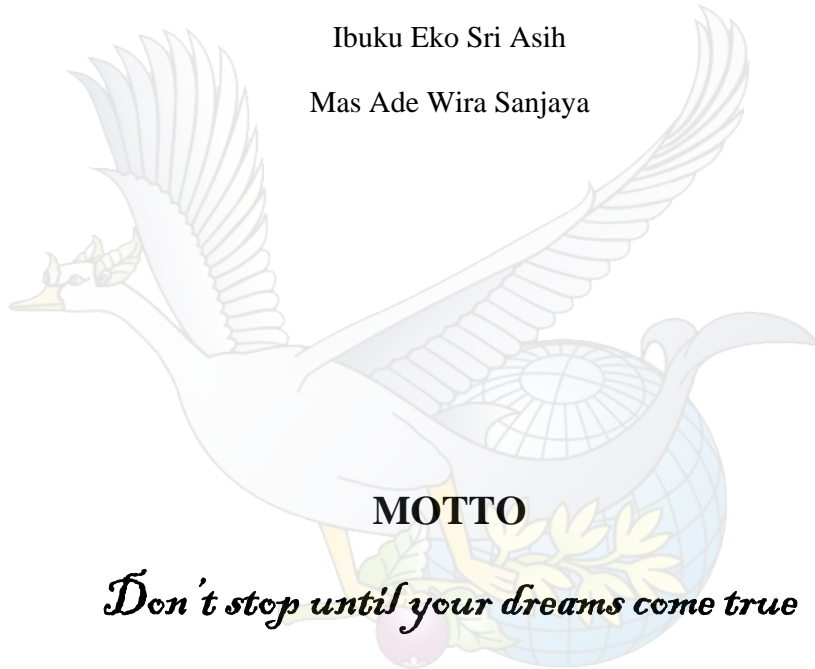 Ibuku Eko Sri Asih
Mas Ade Wira Sanjaya
MOTTO
Don't stop until your dreams come true